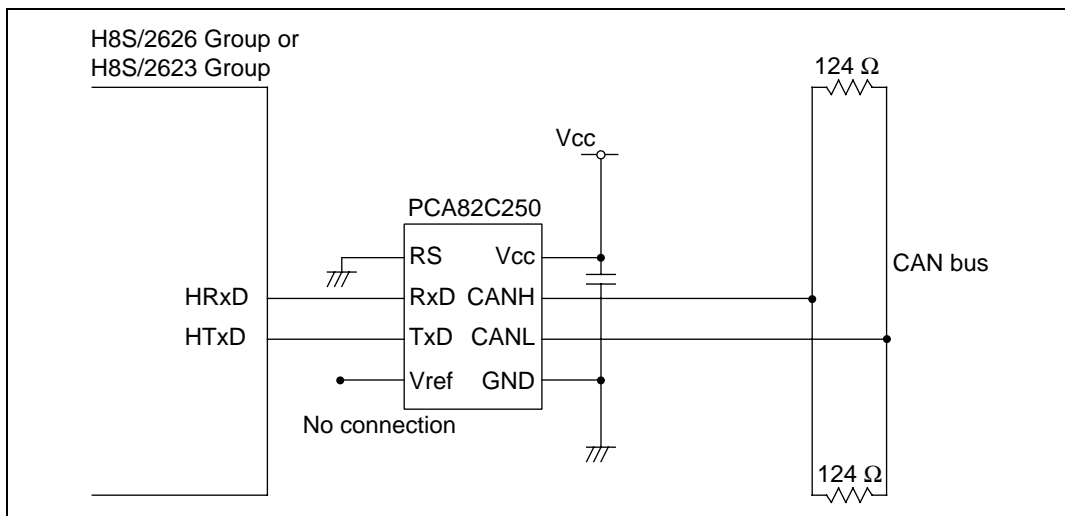 H8S/2626 Group or
H8S/2623 Group
124 Ω
Vcc
PCA82C250
RS Vcc
CAN bus
HRxD RxD CANH
HTxD TxD CANL
Vref GND
No connection
124 Ω